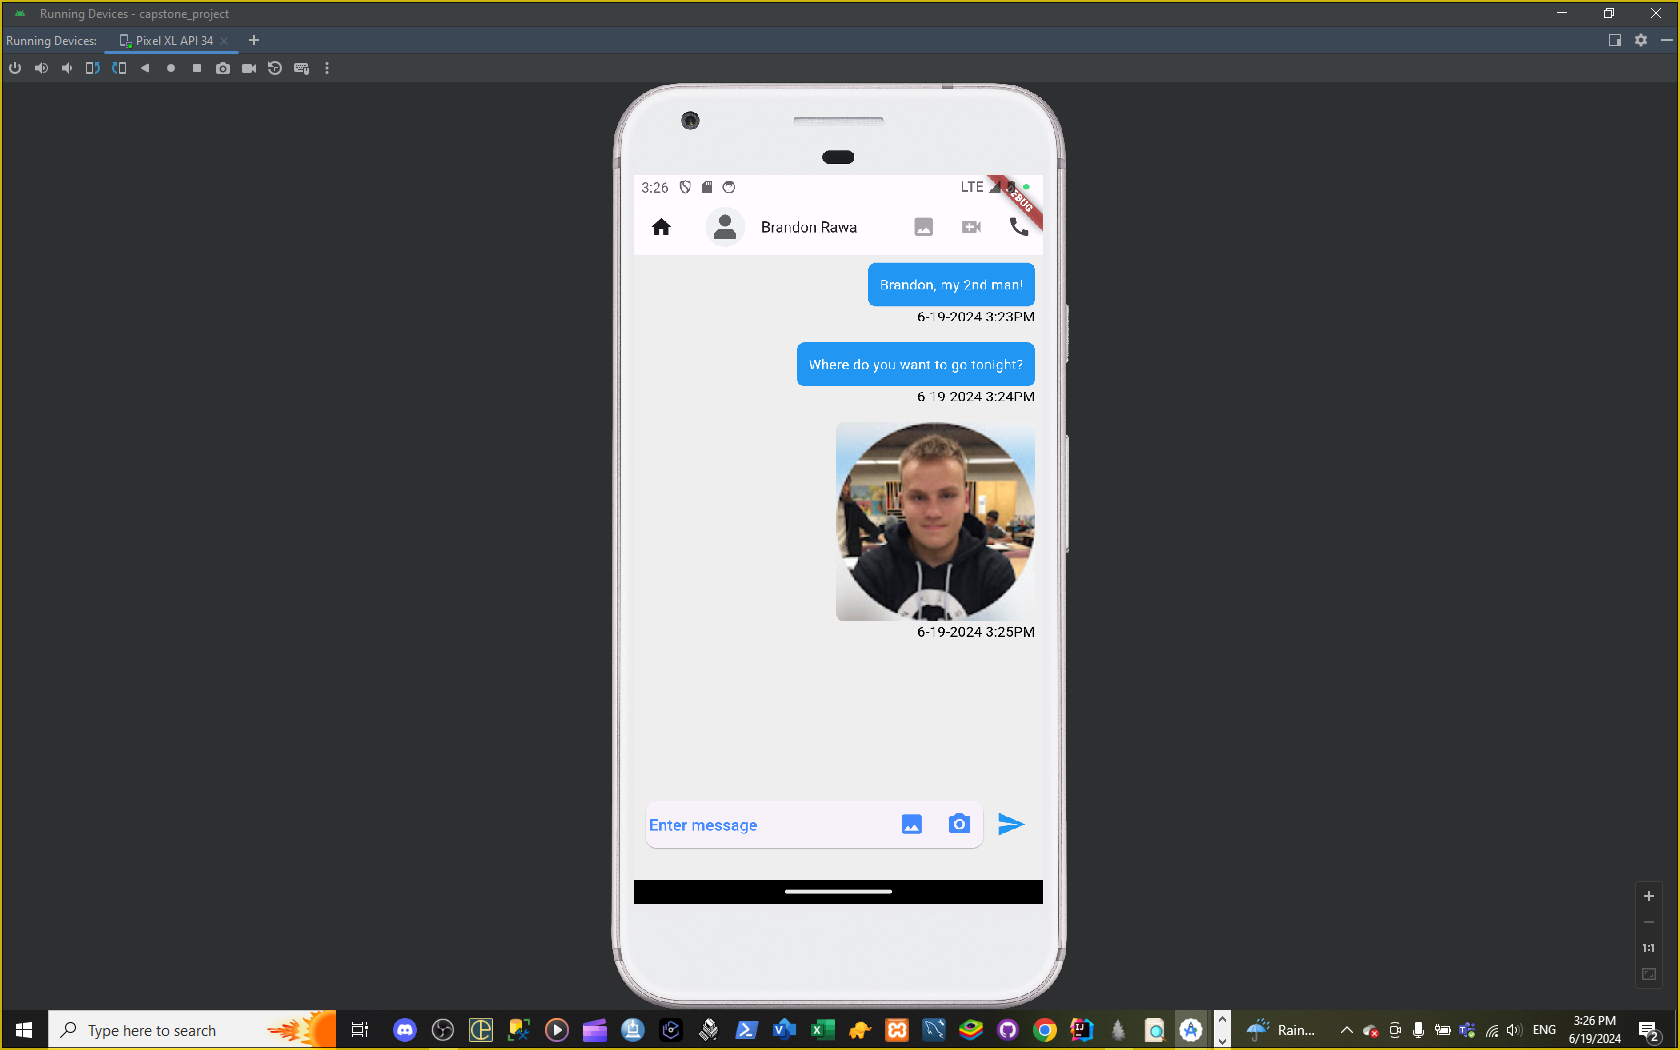 Running Devices - capstone_project
Running Devices: Pixel XL API 34
3:26 LTE
DEBUG
Brandon Rawa
Brandon, my 2nd man!
6-19-2024 3:23PM
Where do you want to go tonight?
6-19-2024 3:24PM
6-19-2024 3:25PM
Enter message
1:1
Type here to search
Rain...
ENG
3:26 PM
6/19/2024
2